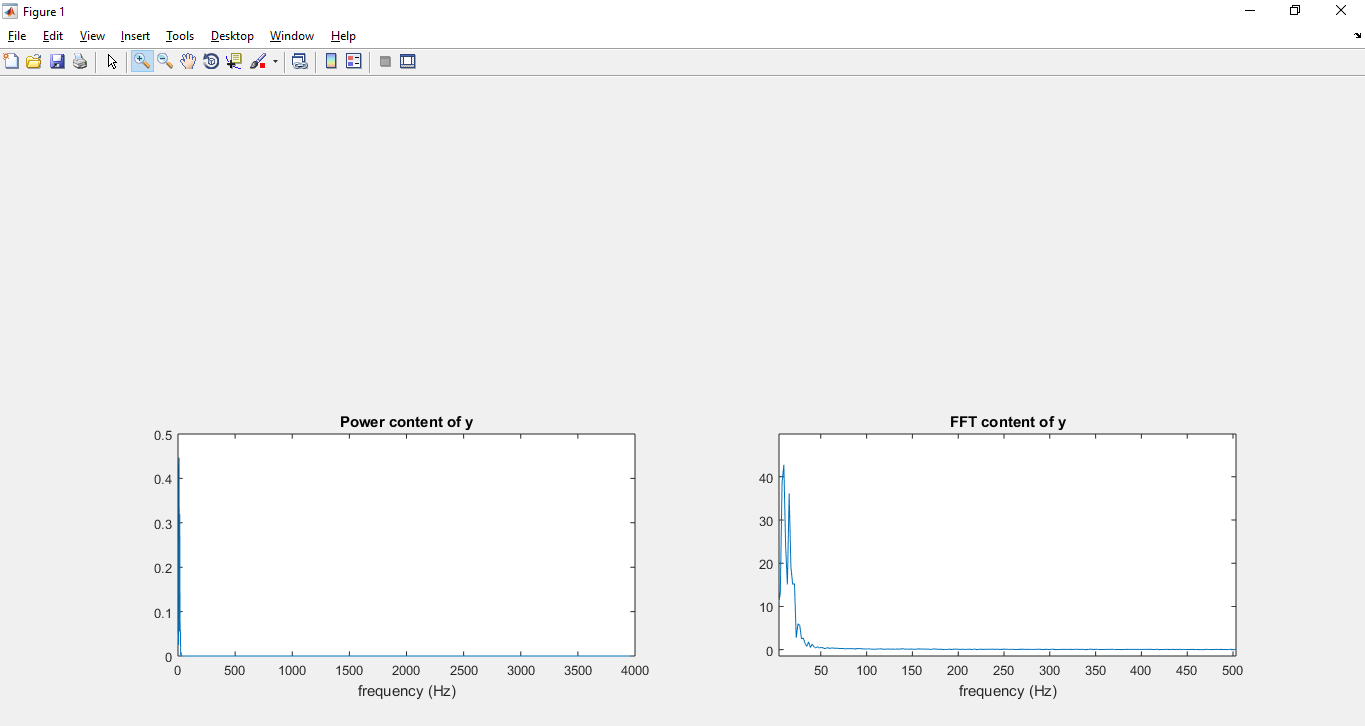 Figure 1
File Edit View Insert Tools Desktop Window Help
Power content of y
0.5
0.4
0.3
0.2
0.1
0
0 500 1000 1500 2000 2500 3000 3500 4000
frequency (Hz)
FFT content of y
40
30
20
10
0
50 100 150 200 250 300 350 400 450 500
frequency (Hz)